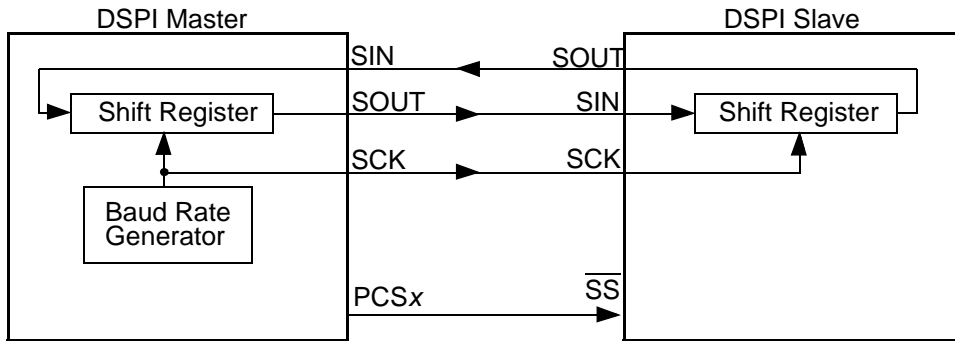 DSPI Master
DSPI Slave
SIN
SOUT
Shift Register
SOUT
SIN
Shift Register
SCK
SCK
Baud Rate
Generator
PCSx
SS